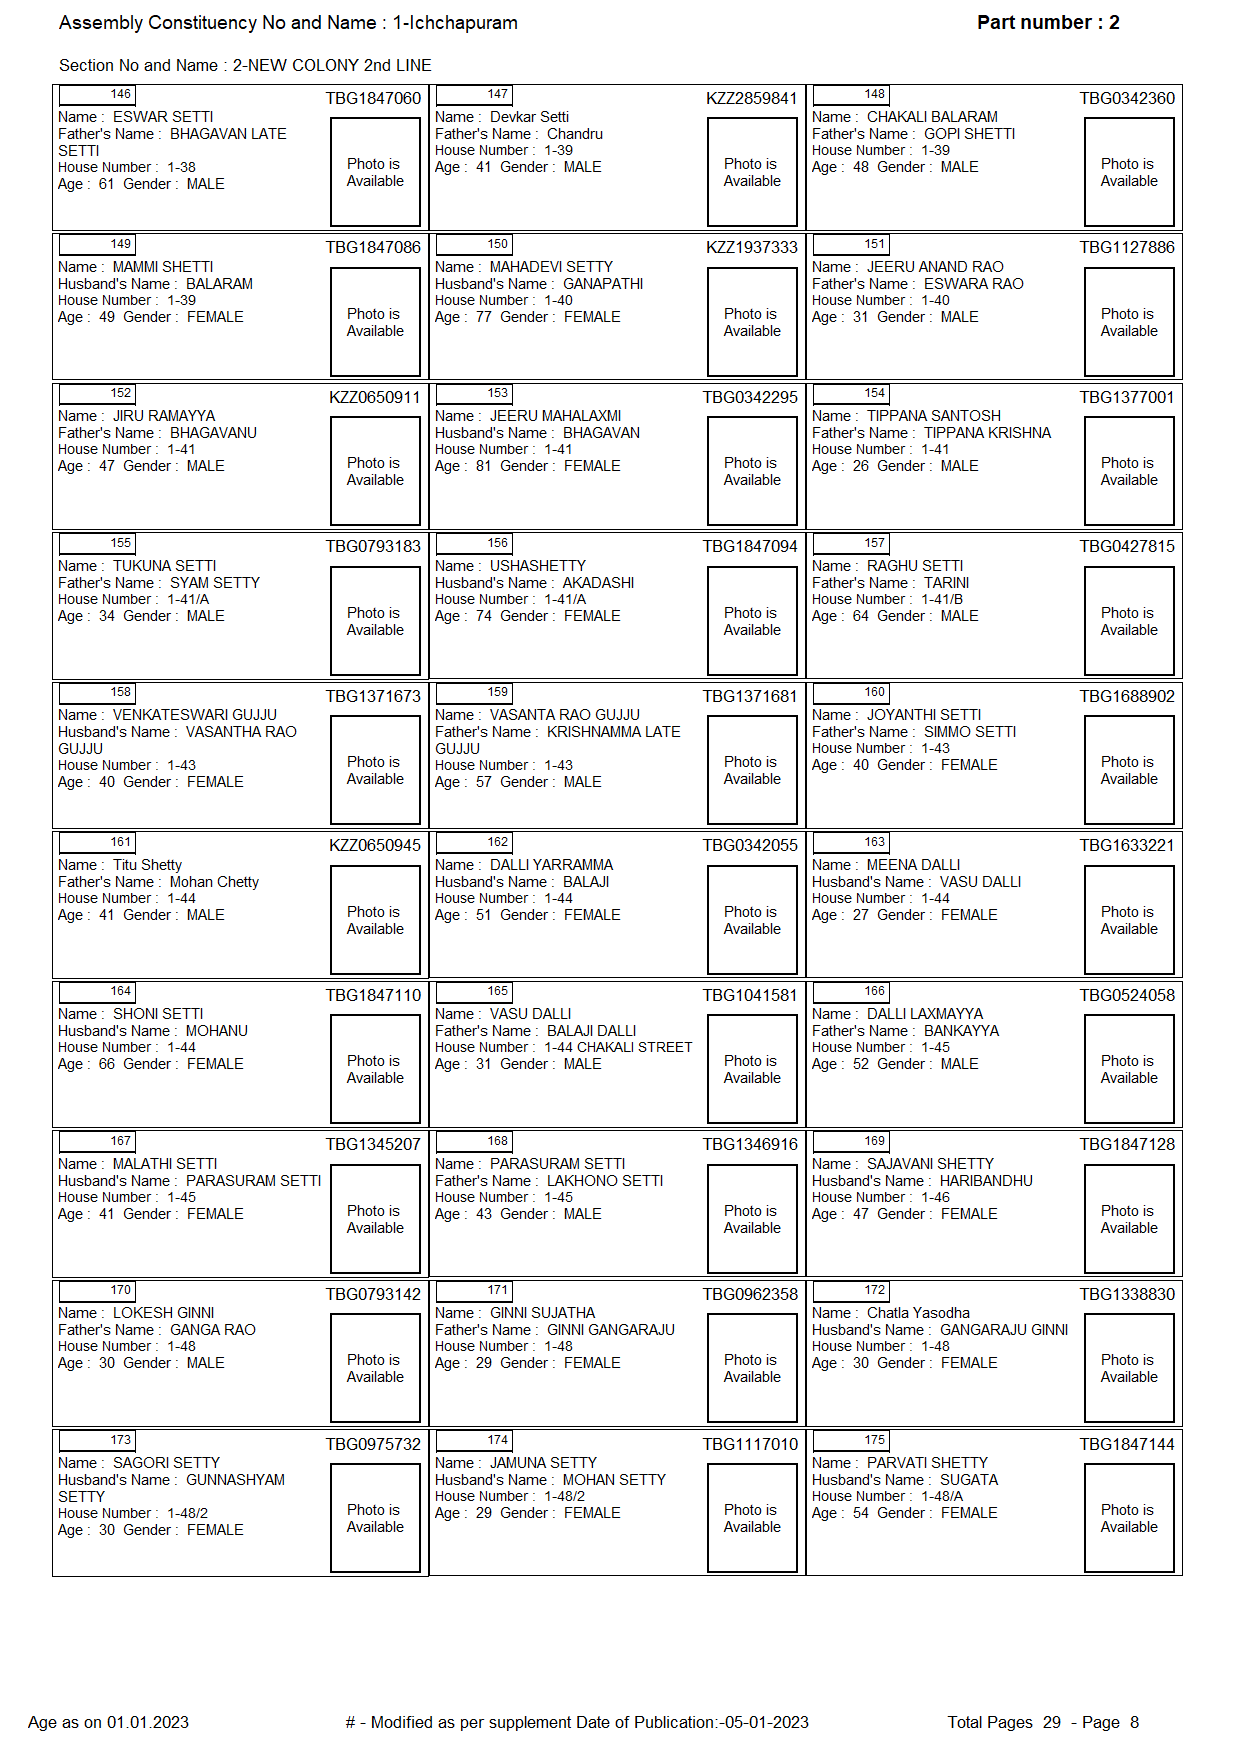 Assembly Constituency No and Name : 1-Ichchapuram
Part number : 2
Section No and Name : 2-NEW COLONY 2nd LINE
146
TBG1847060
Name : ESWAR SETTI
Father's Name : BHAGAVAN LATE
SETTI
House Number : 1-38
Age : 61 Gender : MALE
Photo is
Available
147
KZZ2859841
Name : Devkar Setti
Father's Name : Chandru
House Number : 1-39
Age : 41 Gender : MALE
Photo is
Available
148
TBG0342360
Name : CHAKALI BALARAM
Father's Name : GOPI SHETTI
House Number : 1-39
Age : 48 Gender : MALE
Photo is
Available
149
TBG1847086
Name : MAMMI SHETTI
Husband's Name : BALARAM
House Number : 1-39
Age : 49 Gender : FEMALE
Photo is
Available
150
KZZ1937333
Name : MAHADEVI SETTY
Husband's Name : GANAPATHI
House Number : 1-40
Age : 77 Gender : FEMALE
Photo is
Available
151
TBG1127886
Name : JEERU ANAND RAO
Father's Name : ESWARA RAO
House Number : 1-40
Age : 31 Gender : MALE
Photo is
Available
152
KZZ0650911
Name : JIRU RAMAYYA
Father's Name : BHAGAVANU
House Number : 1-41
Age : 47 Gender : MALE
Photo is
Available
153
TBG0342295
Name : JEERU MAHALAXMI
Husband's Name : BHAGAVAN
House Number : 1-41
Age : 81 Gender : FEMALE
Photo is
Available
154
TBG1377001
Name : TIPPANA SANTOSH
Father's Name : TIPPANA KRISHNA
House Number : 1-41
Age : 26 Gender : MALE
Photo is
Available
155
TBG0793183
Name : TUKUNA SETTI
Father's Name : SYAM SETTY
House Number : 1-41/A
Age : 34 Gender : MALE
Photo is
Available
156
TBG1847094
Name : USHASHETTY
Husband's Name : AKADASHI
House Number : 1-41/A
Age : 74 Gender : FEMALE
Photo is
Available
157
TBG0427815
Name : RAGHU SETTI
Father's Name : TARINI
House Number : 1-41/B
Age : 64 Gender : MALE
Photo is
Available
158
TBG1371673
Name : VENKATESWARI GUJJU
Husband's Name : VASANTHA RAO
GUJJU
House Number : 1-43
Age : 40 Gender : FEMALE
Photo is
Available
159
TBG1371681
Name : VASANTA RAO GUJJU
Father's Name : KRISHNAMMA LATE
GUJJU
House Number : 1-43
Age : 57 Gender : MALE
Photo is
Available
160
TBG1688902
Name : JOYANTHI SETTI
Father's Name : SIMMO SETTI
House Number : 1-43
Age : 40 Gender : FEMALE
Photo is
Available
161
KZZ0650945
Name : Titu Shetty
Father's Name : Mohan Chetty
House Number : 1-44
Age : 41 Gender : MALE
Photo is
Available
162
TBG0342055
Name : DALLI YARRAMMA
Husband's Name : BALAJI
House Number : 1-44
Age : 51 Gender : FEMALE
Photo is
Available
163
TBG1633221
Name : MEENA DALLI
Husband's Name : VASU DALLI
House Number : 1-44
Age : 27 Gender : FEMALE
Photo is
Available
164
TBG1847110
Name : SHONI SETTI
Husband's Name : MOHANU
House Number : 1-44
Age : 66 Gender : FEMALE
Photo is
Available
165
TBG1041581
Name : VASU DALLI
Father's Name : BALAJI DALLI
House Number : 1-44 CHAKALI STREET
Age : 31 Gender : MALE
Photo is
Available
166
TBG0524058
Name : DALLI LAXMAYYA
Father's Name : BANKAYYA
House Number : 1-45
Age : 52 Gender : MALE
Photo is
Available
167
TBG1345207
Name : MALATHI SETTI
Husband's Name : PARASURAM SETTI
House Number : 1-45
Age : 41 Gender : FEMALE
Photo is
Available
168
TBG1346916
Name : PARASURAM SETTI
Father's Name : LAKHONO SETTI
House Number : 1-45
Age : 43 Gender : MALE
Photo is
Available
169
TBG1847128
Name : SAJAVANI SHETTY
Husband's Name : HARIBANDHU
House Number : 1-46
Age : 47 Gender : FEMALE
Photo is
Available
170
TBG0793142
Name : LOKESH GINNI
Father's Name : GANGA RAO
House Number : 1-48
Age : 30 Gender : MALE
Photo is
Available
171
TBG0962358
Name : GINNI SUJATHA
Father's Name : GINNI GANGARAJU
House Number : 1-48
Age : 29 Gender : FEMALE
Photo is
Available
172
TBG1338830
Name : Chatla Yasodha
Husband's Name : GANGARAJU GINNI
House Number : 1-48
Age : 30 Gender : FEMALE
Photo is
Available
173
TBG0975732
Name : SAGORI SETTY
Husband's Name : GUNNASHYAM
SETTY
House Number : 1-48/2
Age : 30 Gender : FEMALE
Photo is
Available
174
TBG1117010
Name : JAMUNA SETTY
Husband's Name : MOHAN SETTY
House Number : 1-48/2
Age : 29 Gender : FEMALE
Photo is
Available
175
TBG1847144
Name : PARVATI SHETTY
Husband's Name : SUGATA
House Number : 1-48/A
Age : 54 Gender : FEMALE
Photo is
Available
Age as on 01.01.2023
# - Modified as per supplement Date of Publication:-05-01-2023
Total Pages 29 - Page 8